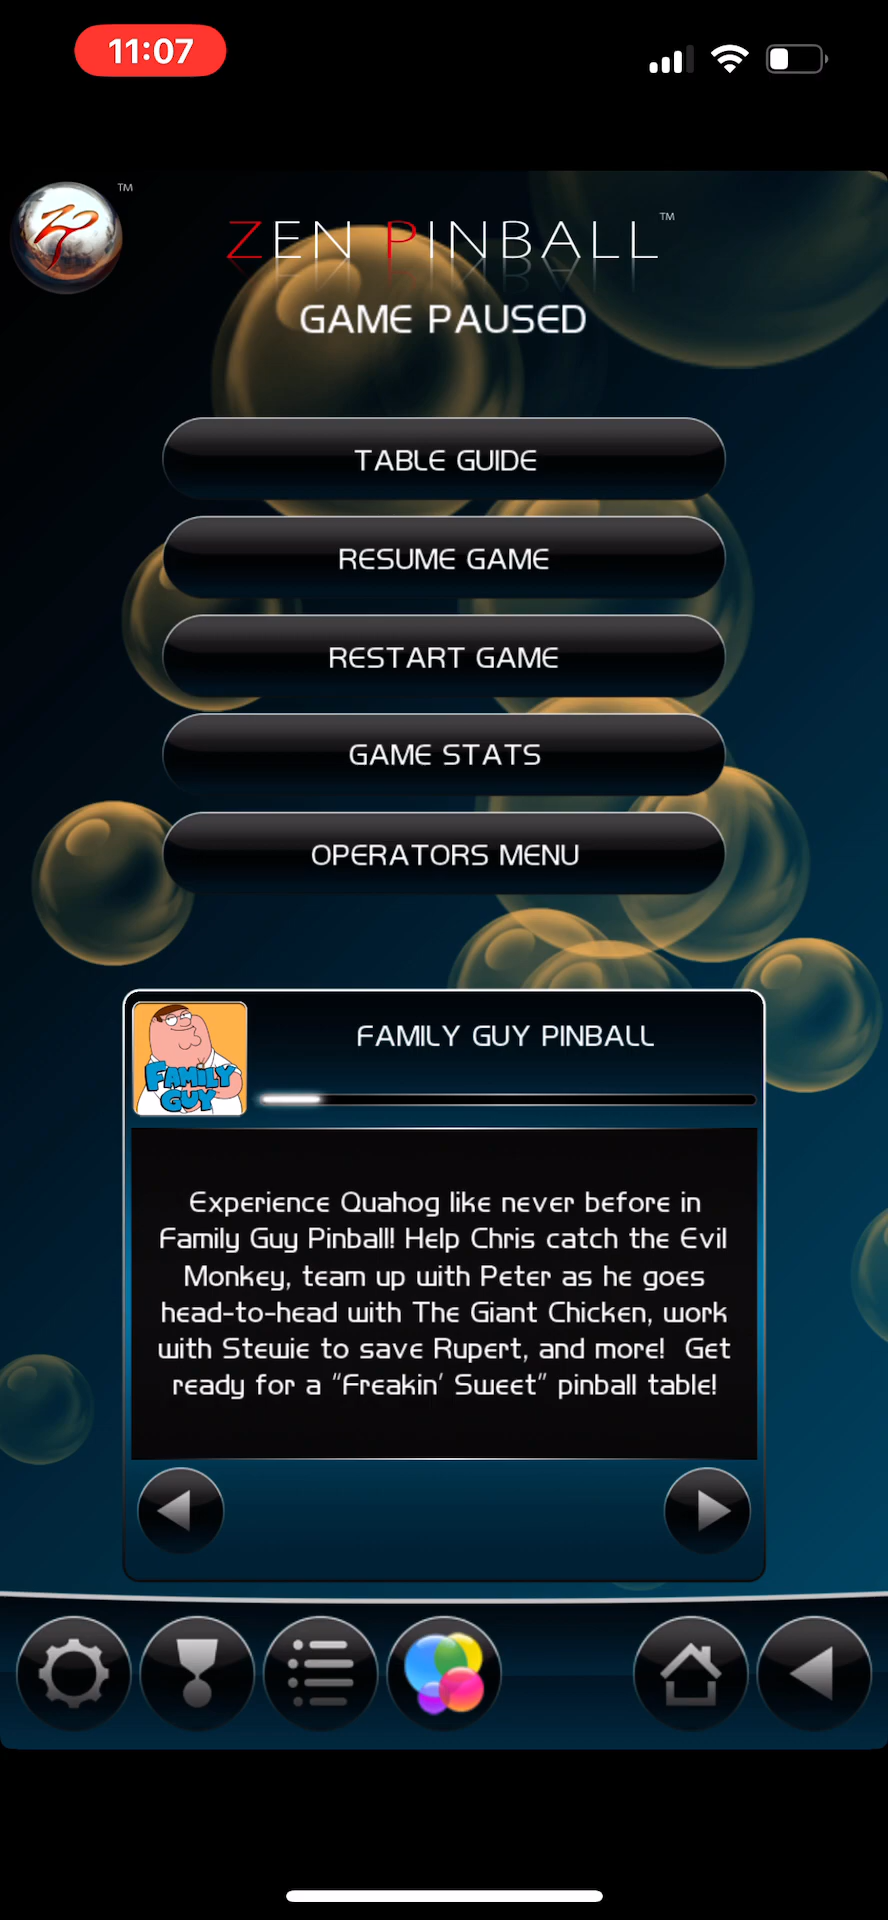 11:07
TM
ZEN PINBALL™
GAME PAUSED
TABLE GUIDE
RESUME GAME
RESTART GAME
GAME STATS
OPERATORS MENU
FAMILY GUY
FAMILY GUY PINBALL
Experience Quahog like never before in
Family Guy Pinball! Help Chris catch the Evil
Monkey, team up with Peter as he goes
head-to-head with The Giant Chicken, work
with Stewie to save Rupert, and more!  Get
ready for a “Freakin’ Sweet” pinball table!